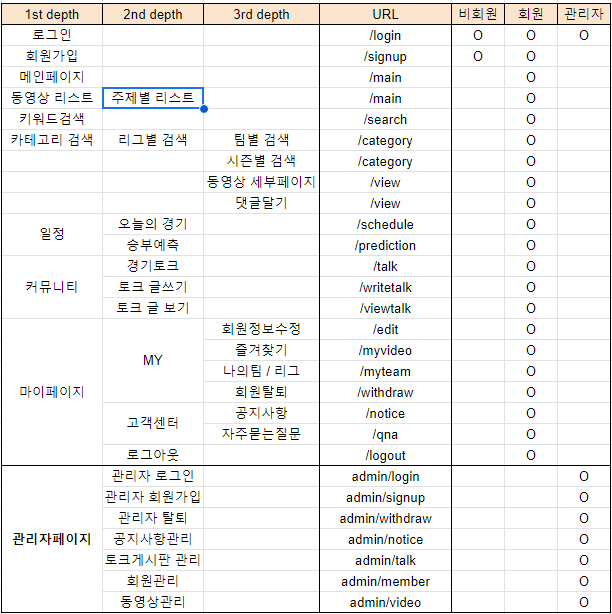 1st depth 2nd depth 3rd depth URL 비회원 회원 관리자
로그인 /login O O O
회원가입 /signup O O
메인페이지 /main O
동영상 리스트 주제별 리스트 /main O
키워드검색 /search O
카테고리 검색 리그별 검색 팀별 검색 /category O
시즌별 검색 /category O
동영상 세부페이지 /view O
댓글달기 /view O
일정 오늘의 경기 /schedule O
승부예측 /prediction O
커뮤니티 경기토크 /talk O
토크 글쓰기 /writetalk O
토크 글 보기 /viewtalk O
마이페이지 MY 회원정보수정 /edit O
즐겨찾기 /myvideo O
나의팀 / 리그 /myteam O
회원탈퇴 /withdraw O
고객센터 공지사항 /notice O
자주묻는질문 /qna O
로그아웃 /logout O
관리자페이지 관리자 로그인 admin/login O
관리자 회원가입 admin/signup O
관리자 탈퇴 admin/withdraw O
공지사항관리 admin/notice O
토크게시판 관리 admin/talk O
회원관리 admin/member O
동영상관리 admin/video O